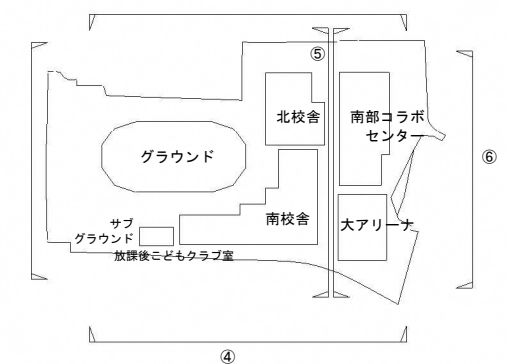 ⑤
北校舎
南部コラボ
センター
グラウンド
⑥
サブ
グラウンド
南校舎
大アリーナ
放課後こどもクラブ室
④